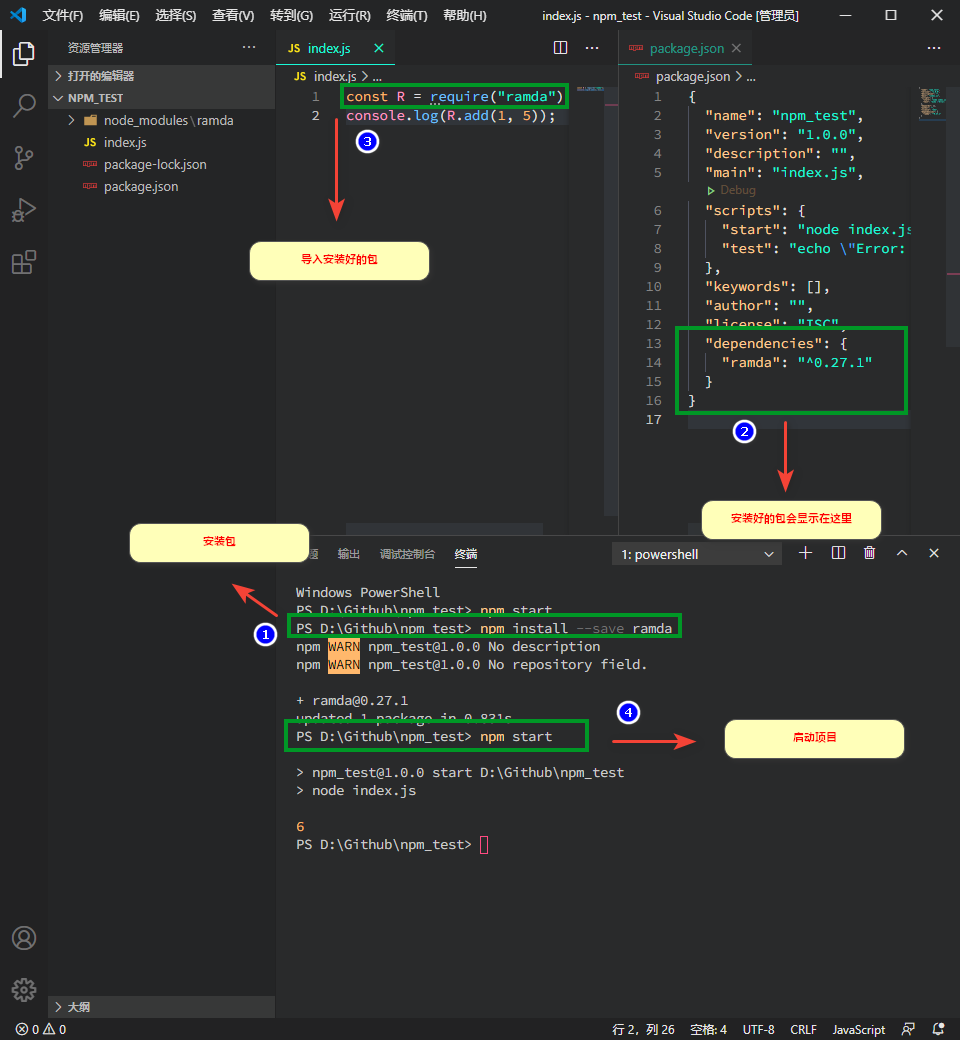 文件(F) 编辑(E) 选择(S) 查看(V) 转到(G) 运行(R) 终端(T) 帮助(H) index.js - npm_test - Visual Studio Code [管理员]
资源管理器
打开的编辑器
NPM_TEST
node_modules\ramda
JS index.js
package-lock.json
package.json
大纲
JS index.js
JS index.js > ...
1 const R = require("ramda")
2 console.log(R.add(1, 5));
3
导入安装好的包
package.json
package.json > ...
1 {
2 "name": "npm_test",
3 "version": "1.0.0",
4 "description": "",
5 "main": "index.js",
Debug
6 "scripts": {
7 "start": "node index.js
8 "test": "echo \"Error:
9 },
10 "keywords": [],
11 "author": "",
12 "license": "ISC",
13 "dependencies": {
14 "ramda": "^0.27.1"
15 }
16 }
17
2
安装好的包会显示在这里
安装包
1
题 输出 调试控制台 终端 1: powershell
Windows PowerShell
PS D:\Github\npm_test> npm start
PS D:\Github\npm_test> npm install --save ramda
npm WARN npm_test@1.0.0 No description
npm WARN npm_test@1.0.0 No repository field.
+ ramda@0.27.1
updated 1 package in 0.831s
PS D:\Github\npm_test> npm start
4
启动项目
> npm_test@1.0.0 start D:\Github\npm_test
> node index.js
6
PS D:\Github\npm_test>
0 0 行 2，列 26 空格: 4 UTF-8 CRLF JavaScript